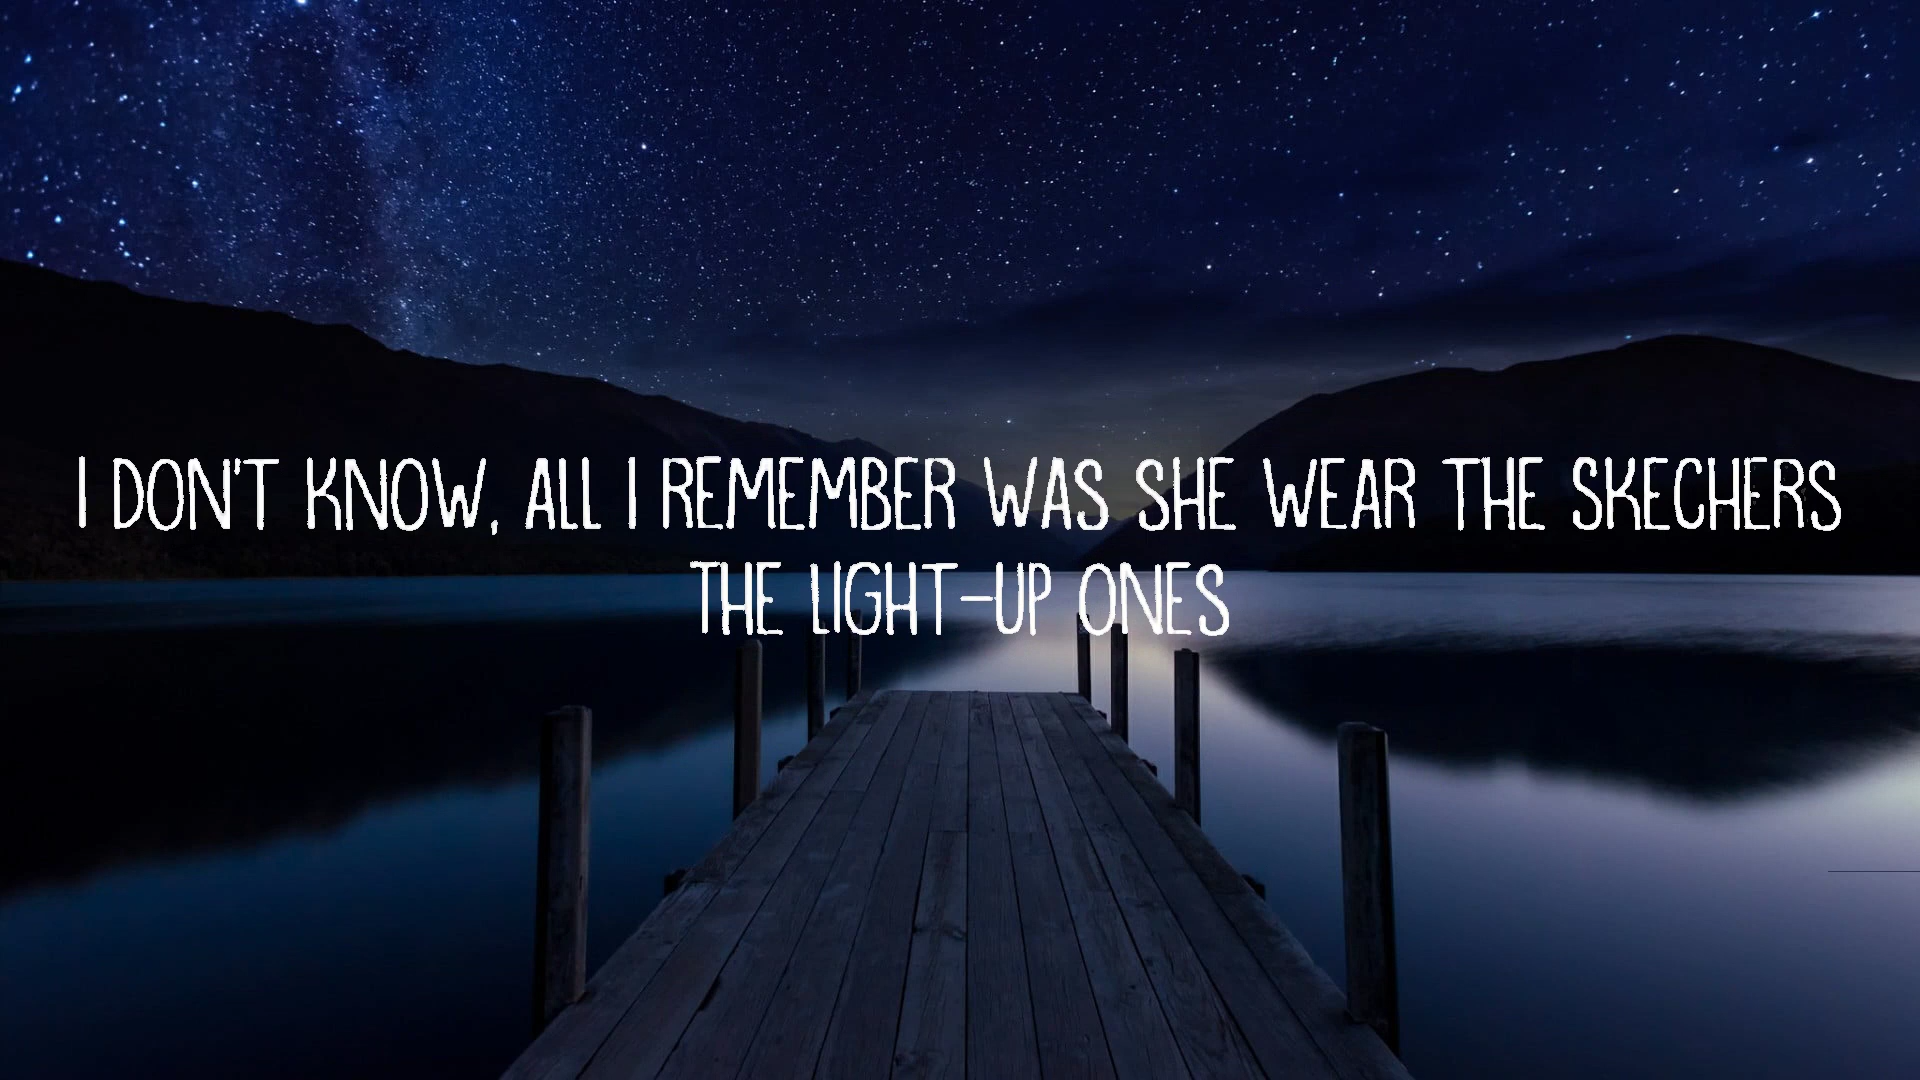 I DON'T KNOW, ALL I REMEMBER WAS SHE WEAR THE SKECHERS
THE LIGHT-UP ONES